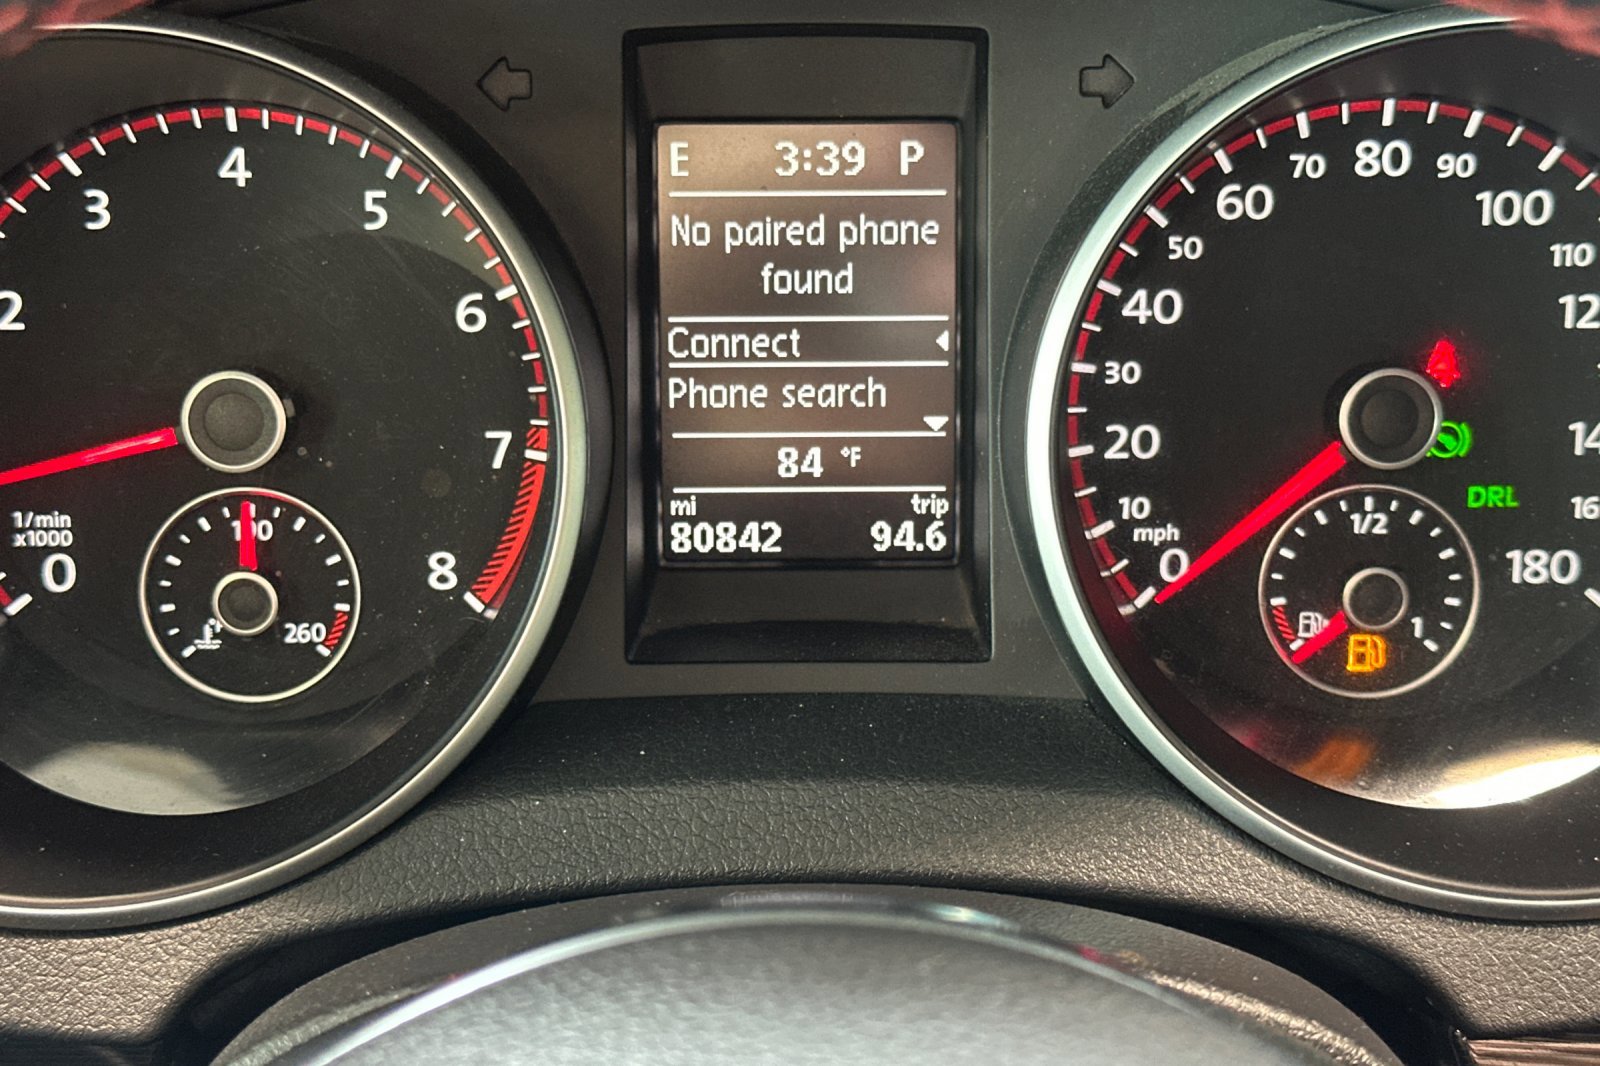 2
3
4
5
6
7
8
1/min
x1000
0
260
E 3:39 P
No paired phone
found
Connect
Phone search
84 °F
mi trip
80842 94.6
0
10
mph
20
30
40
50
60
70
80
90
100
110
180
DRL
1/2
1